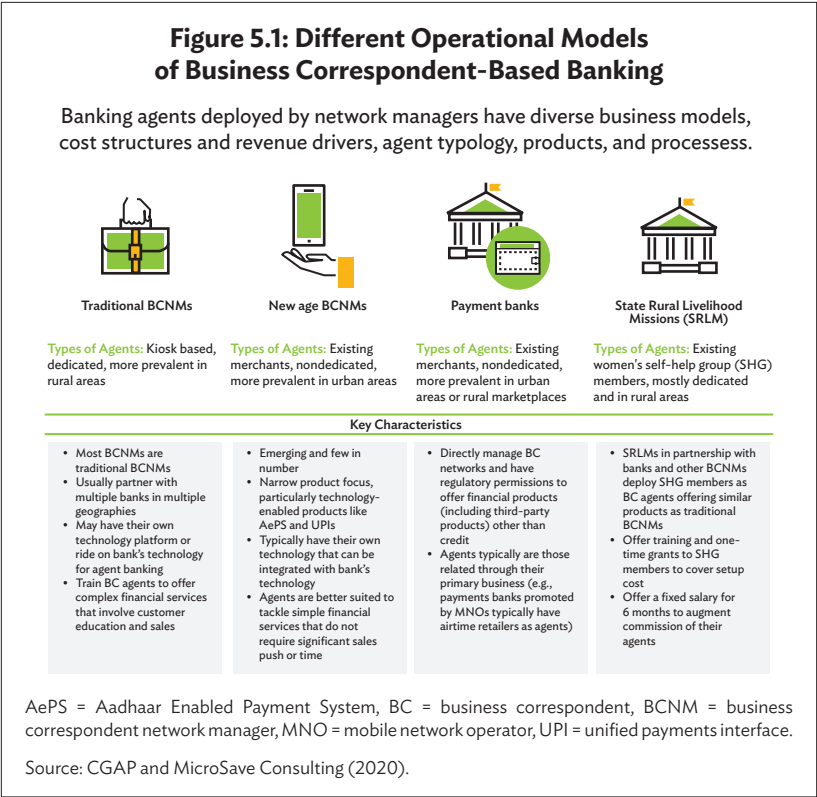 Figure 5.1: Different Operational Models
of Business Correspondent-Based Banking
Banking agents deployed by network managers have diverse business models,
cost structures and revenue drivers, agent typology, products, and processess.
Traditional BCNMs
Types of Agents: Kiosk based,
dedicated, more prevalent in
rural areas
New age BCNMs
Types of Agents: Existing
merchants, nondedicated,
more prevalent in urban areas
Payment banks
Types of Agents: Existing
merchants, nondedicated,
more prevalent in urban
areas or rural marketplaces
State Rural Livelihood
Missions (SRLM)
Types of Agents: Existing
women's self-help group (SHG)
members, mostly dedicated
and in rural areas
Key Characteristics
• Most BCNMs are
traditional BCNMs
• Usually partner with
multiple banks in multiple
geographies
• May have their own
technology platform or
ride on bank's technology
for agent banking
• Train BC agents to offer
complex financial services
that involve customer
education and sales
• Emerging and few in
number
• Narrow product focus,
particularly technology-
enabled products like
AePS and UPIs
• Typically have their own
technology that can be
integrated with bank's
technology
• Agents are better suited to
tackle simple financial
services that do not
require significant sales
push or time
• Directly manage BC
networks and have
regulatory permissions to
offer financial products
(including third-party
products) other than
credit
• Agents typically are those
related through their
primary business (e.g.,
payments banks promoted
by MNOs typically have
airtime retailers as agents)
• SRLMs in partnership with
banks and other BCNMs
deploy SHG members as
BC agents offering similar
products as traditional
BCNMs
• Offer training and one-
time grants to SHG
members to cover setup
cost
• Offer a fixed salary for
6 months to augment
commission of their
agents
AePS = Aadhaar Enabled Payment System, BC = business correspondent, BCNM = business
correspondent network manager, MNO = mobile network operator, UPI = unified payments interface.
Source: CGAP and MicroSave Consulting (2020).